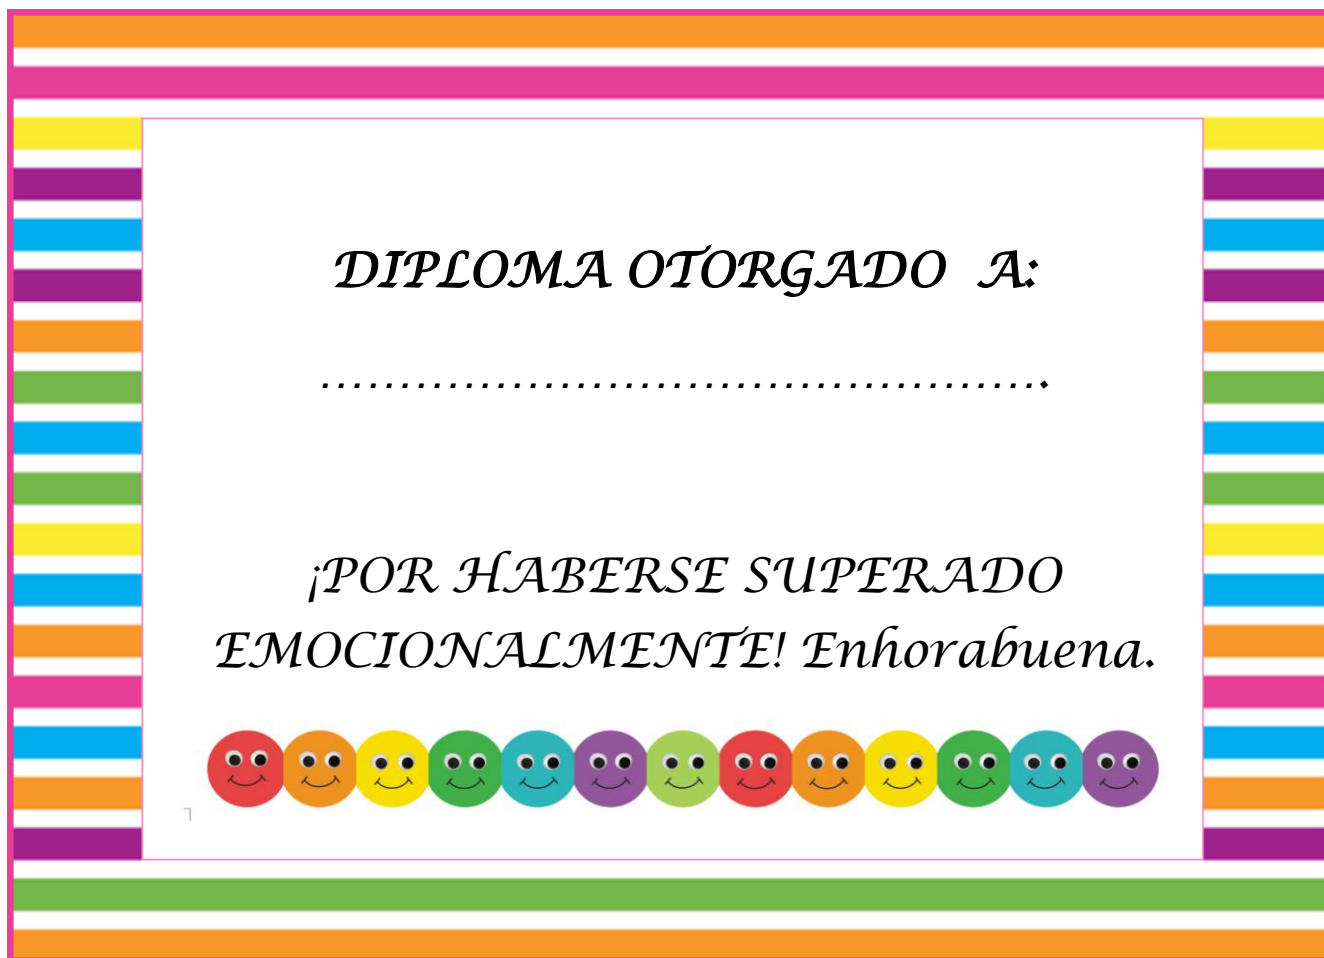 DIPLOMA OTORGADO A:
…………………………………………….
¡POR HABERSE SUPERADO
EMOCIONALMENTE! Enhorabuena.